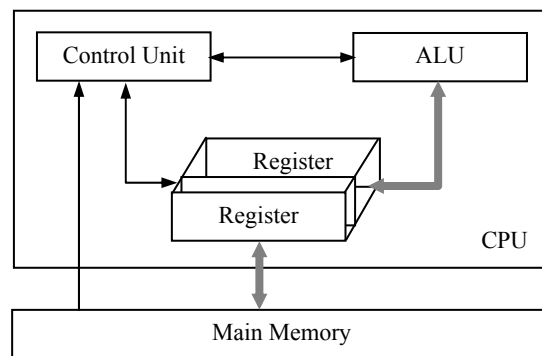 Control Unit
ALU
Register
Register
CPU
Main Memory